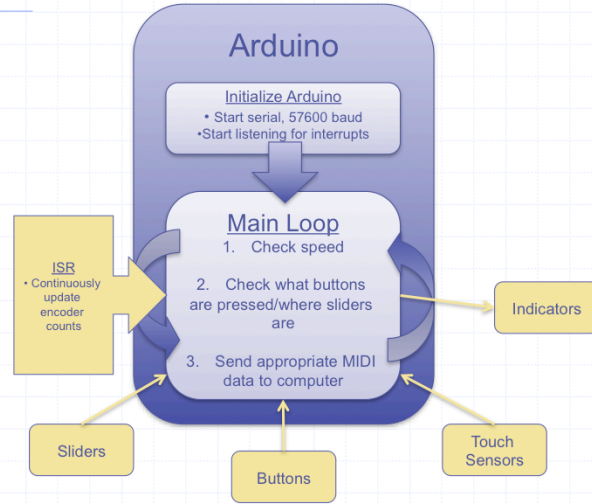 Arduino
Initialize Arduino
• Start serial, 57600 baud
•Start listening for interrupts
Main Loop
1. Check speed
2. Check what buttons
are pressed/where sliders
are
3. Send appropriate MIDI
data to computer
ISR
• Continuously
update
encoder
counts
Indicators
Sliders
Buttons
Touch
Sensors